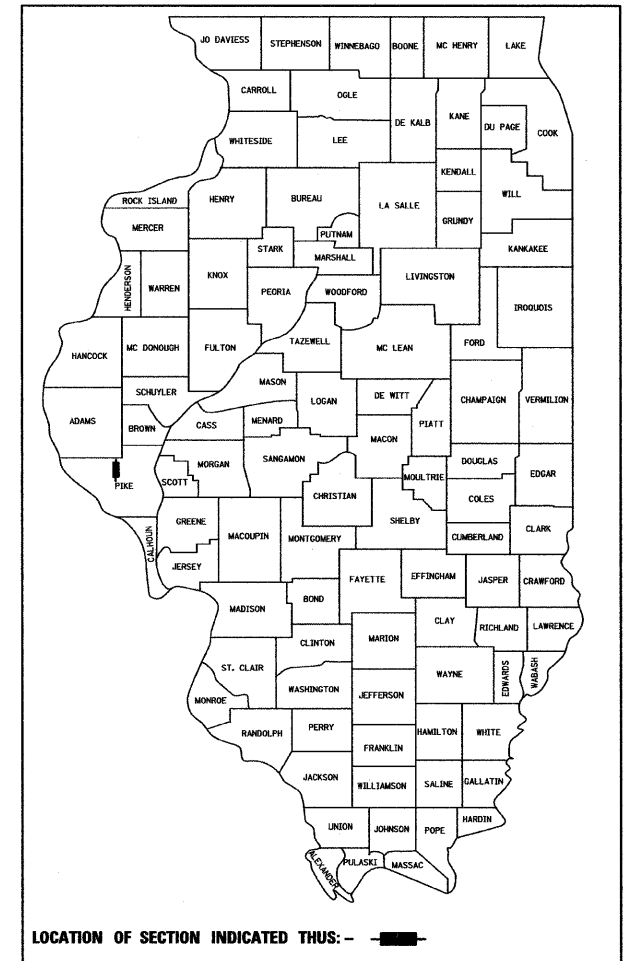 JO DAVIESS
STEPHENSON
WINNEBAGO
BOONE
MC HENRY
LAKE
CARROLL
OGLE
DE KALB
KANE
DU PAGE
COOK
WHITESIDE
LEE
KENDALL
WILL
ROCK ISLAND
HENRY
BUREAU
LA SALLE
GRUNDY
MERCER
PUTNAM
STARK
MARSHALL
KANKAKEE
HENDERSON
WARREN
KNOX
PEORIA
WOODFORD
LIVINGSTON
IROQUOIS
HANCOCK
MC DONOUGH
FULTON
TAZEWELL
MC LEAN
FORD
SCHUYLER
MASON
LOGAN
DE WITT
CHAMPAIGN
VERMILION
ADAMS
BROWN
CASS
MENARD
PIATT
MACON
PIKE
SCOTT
MORGAN
SANGAMON
CHRISTIAN
MOULTRIE
DOUGLAS
EDGAR
COLES
SHELBY
CALHOUN
GREENE
MACOUPIN
MONTGOMERY
CUMBERLAND
CLARK
JERSEY
FAYETTE
EFFINGHAM
JASPER
CRAWFORD
MADISON
BOND
CLAY
RICHLAND
LAWRENCE
CLINTON
MARION
ST. CLAIR
WAYNE
EDWARDS
WABASH
WASHINGTON
JEFFERSON
MONROE
RANDOLPH
PERRY
HAMILTON
WHITE
FRANKLIN
JACKSON
WILLIAMSON
SALINE
GALLATIN
UNION
JOHNSON
POPE
HARDIN
ALEXANDER
PULASKI
MASSAC
LOCATION OF SECTION INDICATED THUS: –